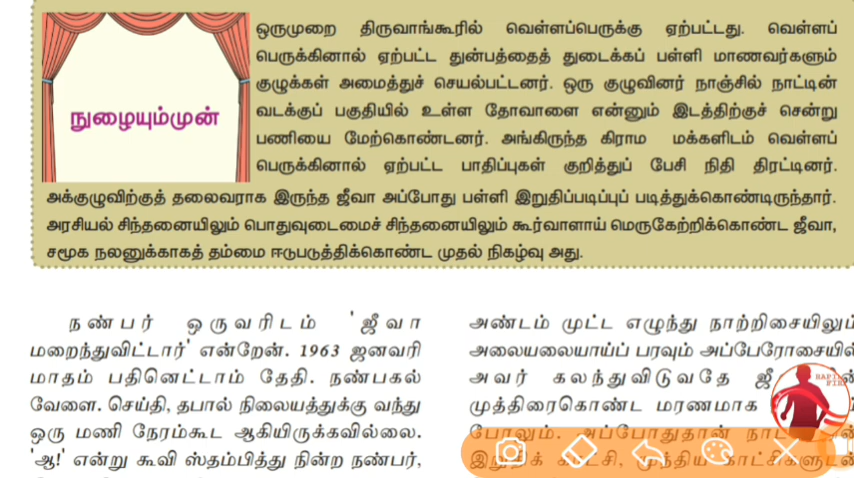 நுழையும்முன்
ஒருமுறை திருவாங்கூரில் வெள்ளப்பெருக்கு ஏற்பட்டது. வெள்ளப்
பெருக்கினால் ஏற்பட்ட துன்பத்தைத் துடைக்கப் பள்ளி மாணவர்களும்
குழுக்கள் அமைத்துச் செயல்பட்டனர். ஒரு குழுவினர் நாஞ்சில் நாட்டின்
வடக்குப் பகுதியில் உள்ள தோவாளை என்னும் இடத்திற்குச் சென்று
பணியை மேற்கொண்டனர். அங்கிருந்த கிராம மக்களிடம் வெள்ளப்
பெருக்கினால் ஏற்பட்ட பாதிப்புகள் குறித்துப் பேசி நிதி திரட்டினர்.
அக்குழுவிற்குத் தலைவராக இருந்த ஜீவா அப்போது பள்ளி இறுதிப்படிப்புப் படித்துக்கொண்டிருந்தார்.
அரசியல் சிந்தனையிலும் பொதுவுடைமைச் சிந்தனையிலும் கூர்வாளாய் மெருகேற்றிக்கொண்ட ஜீவா,
சமூக நலனுக்காகத் தம்மை ஈடுபடுத்திக்கொண்ட முதல் நிகழ்வு அது.
நண்பர் ஒருவரிடம் 'ஜீவா
மறைந்துவிட்டார்' என்றேன். 1963 ஜனவரி
மாதம் பதினெட்டாம் தேதி. நண்பகல்
வேளை. செய்தி, தபால் நிலையத்துக்கு வந்து
ஒரு மணி நேரம்கூட ஆகியிருக்கவில்லை.
'ஆ!' என்று கூவி ஸ்தம்பித்து நின்ற நண்பர்,
அண்டம் முட்ட எழுந்து நாற்றிசையிலும்
அலையலையாய்ப் பரவும் அப்பேரோசையில்
அவர் கலந்துவிடுவதே
முத்திரைகொண்ட மரணமாக
போலும். அப்போதுதான்
இறுதிக் காட்சி, முந்திய காட்சிகளுடன்